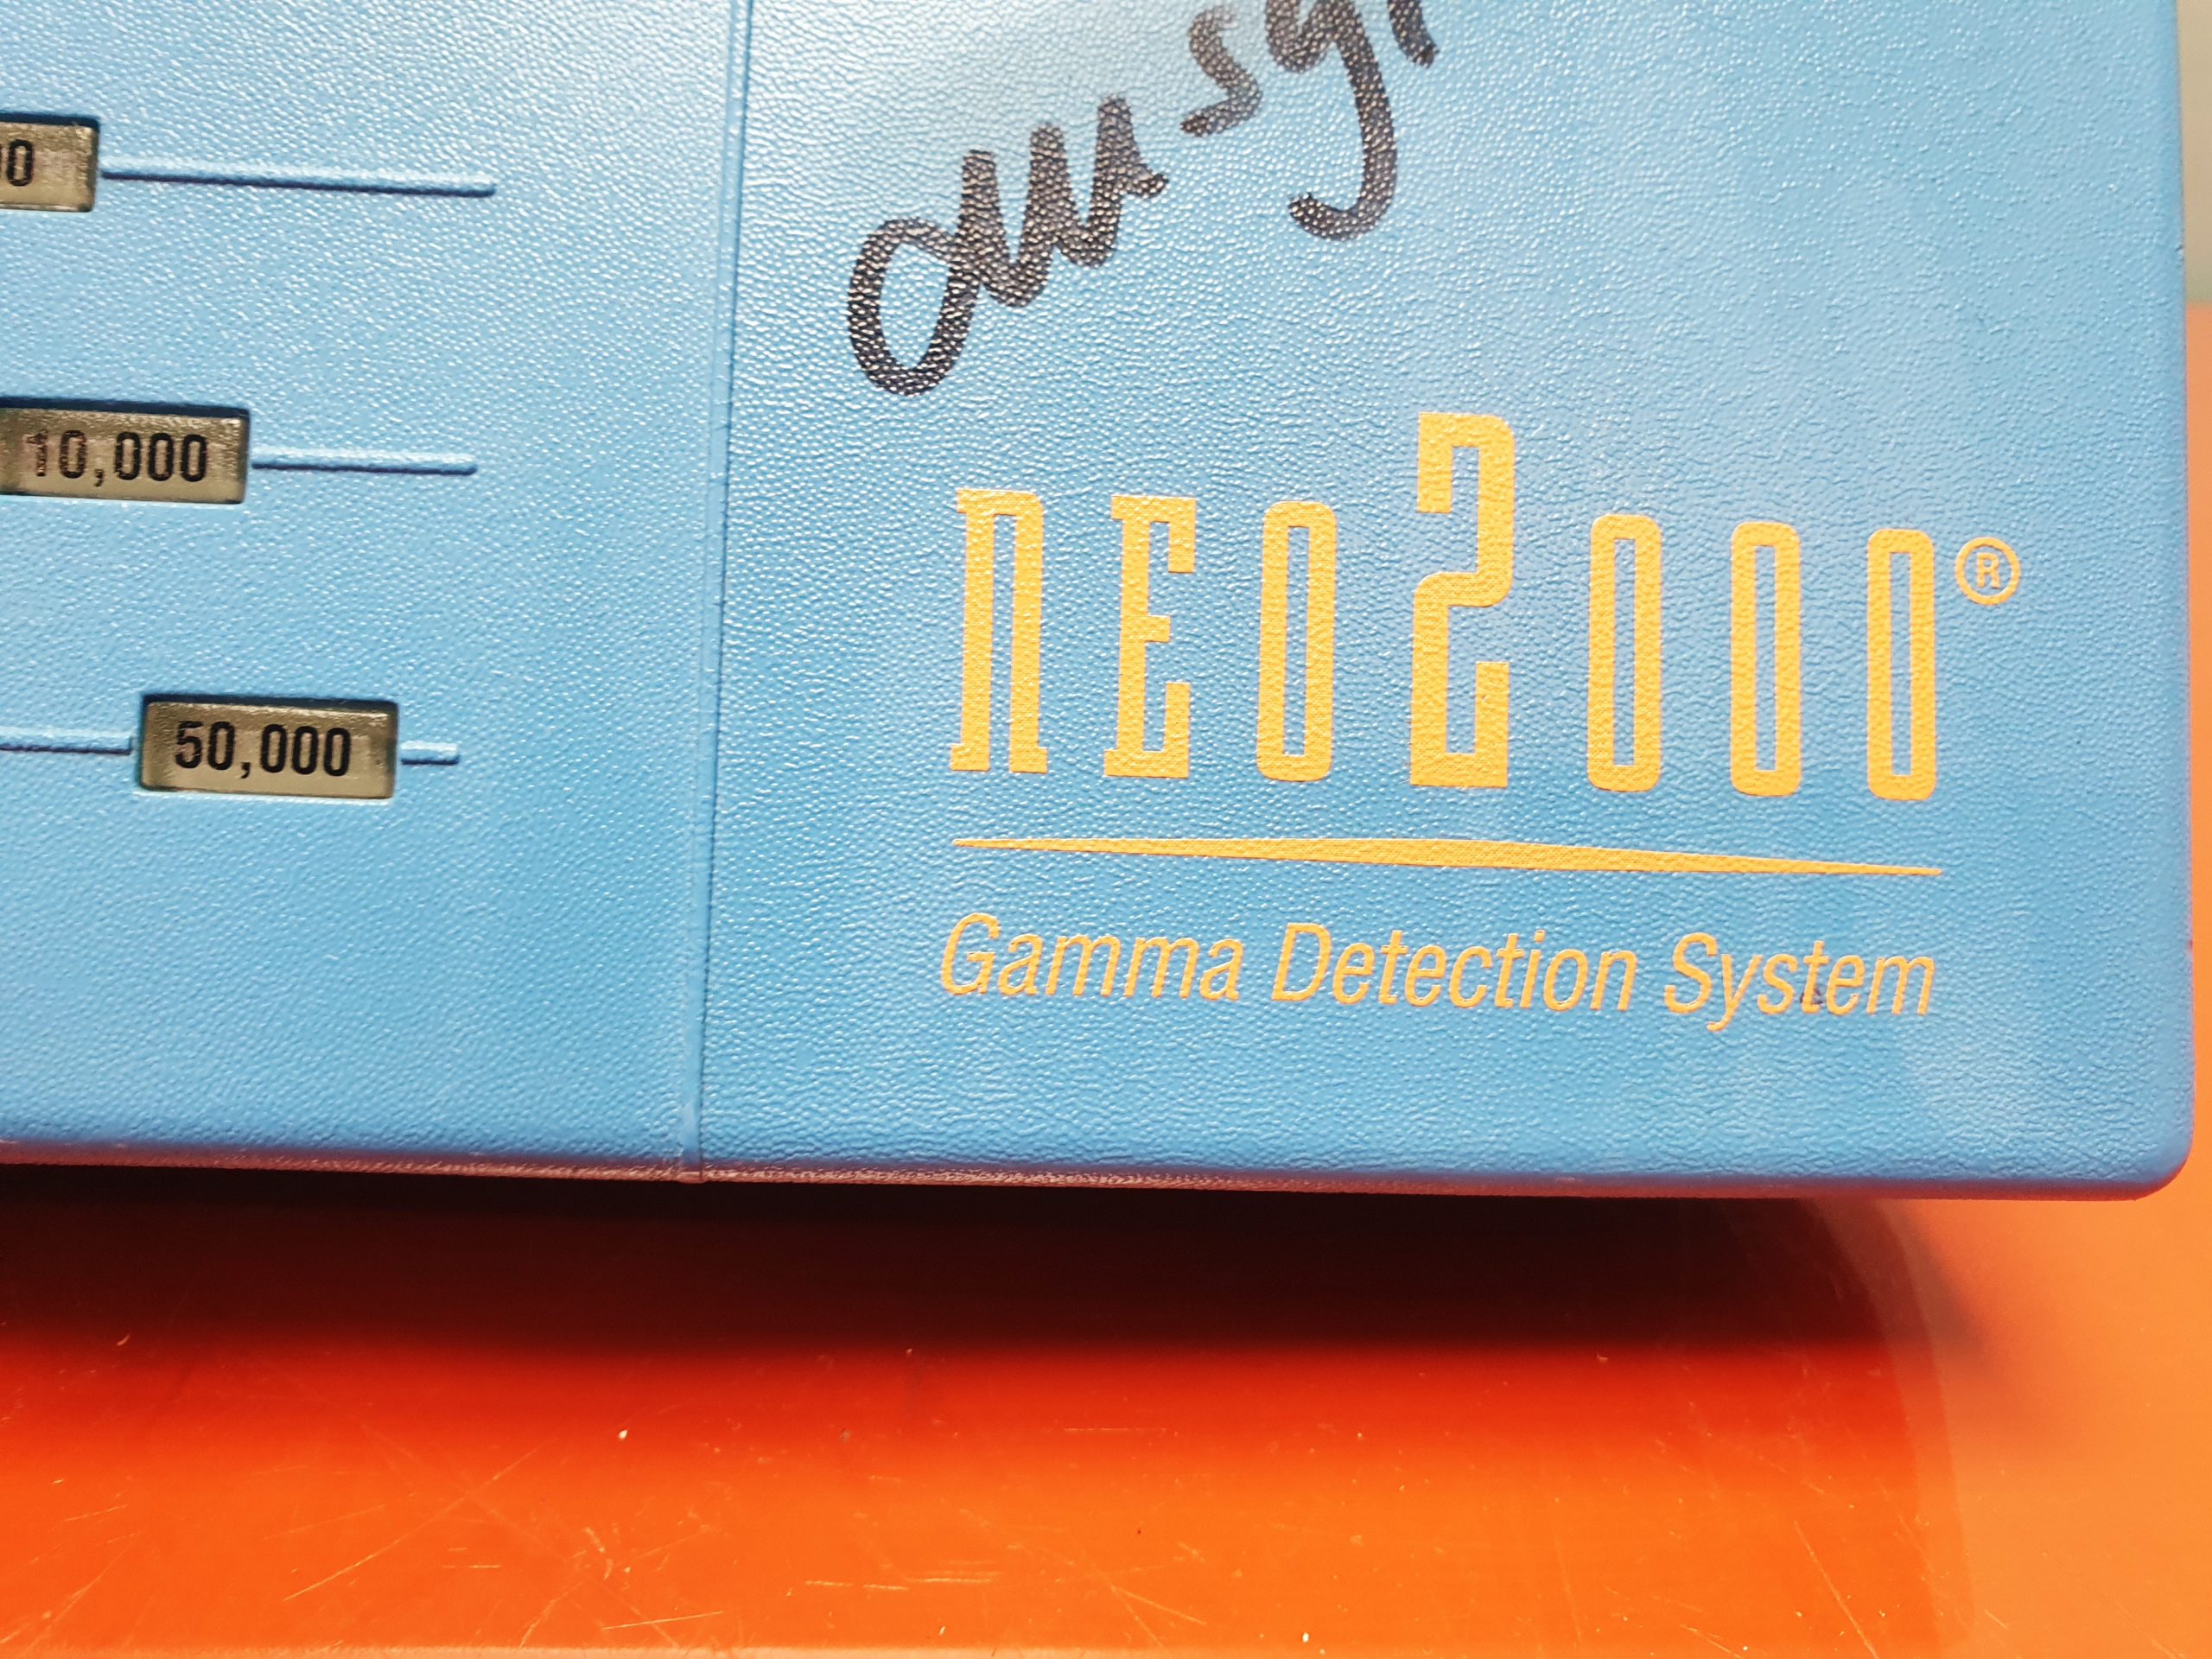 10,000
50,000
NEO2000®
Gamma Detection System